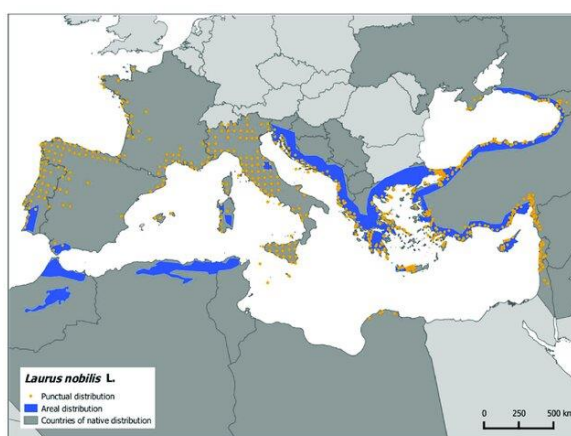 Laurus nobilis L.
Punctual distribution
Areal distribution
Countries of native distribution
0 250 500 km